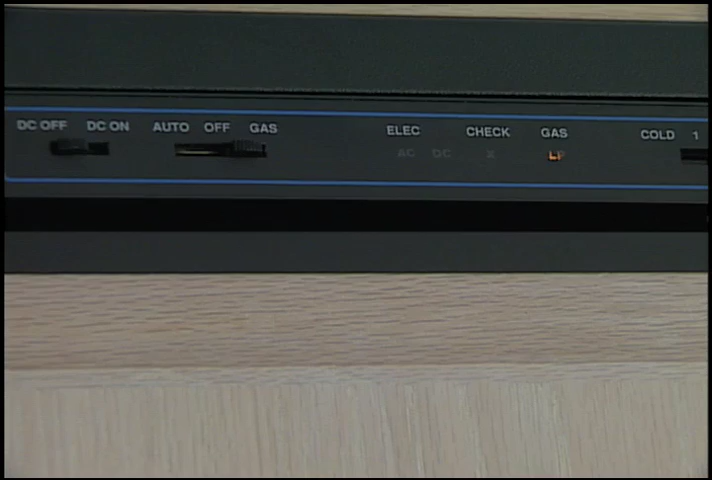 DC OFF DC ON AUTO OFF GAS ELEC CHECK GAS COLD 1
AC DC X LP